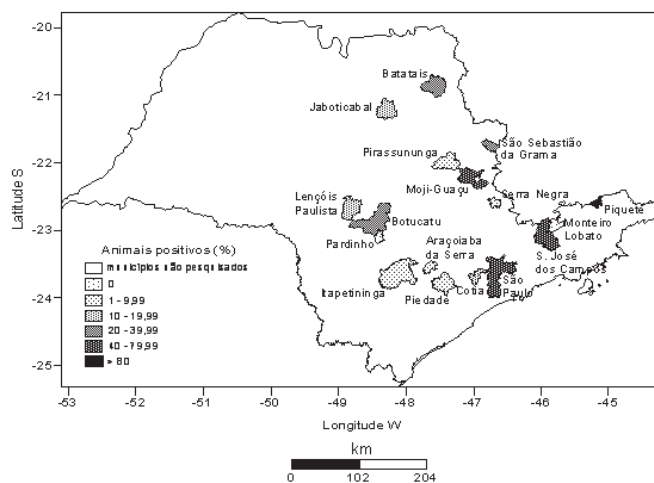 -20
-21
-22
-23
-24
-25
Latitude S
Batatais
Jaboticabal
São Sebastião
da Grama
Pirassununga
Moji-Guaçu
Serra Negra
Lençóis
Paulista
Botucatu
Piquete
Monteiro
Lobato
Pardinho
Araçoiaba
da Serra
S. José
dos Campos
Itapetininga
Piedade
Cotia
São
Paulo
Animais positivos (%)
municípios não pesquisados
0
1 - 9,99
10 - 19,99
20 - 39,99
40 - 79,99
> 80
-53
-52
-51
-50
-49
-48
-47
-46
-45
Longitude W
km
0
102
204